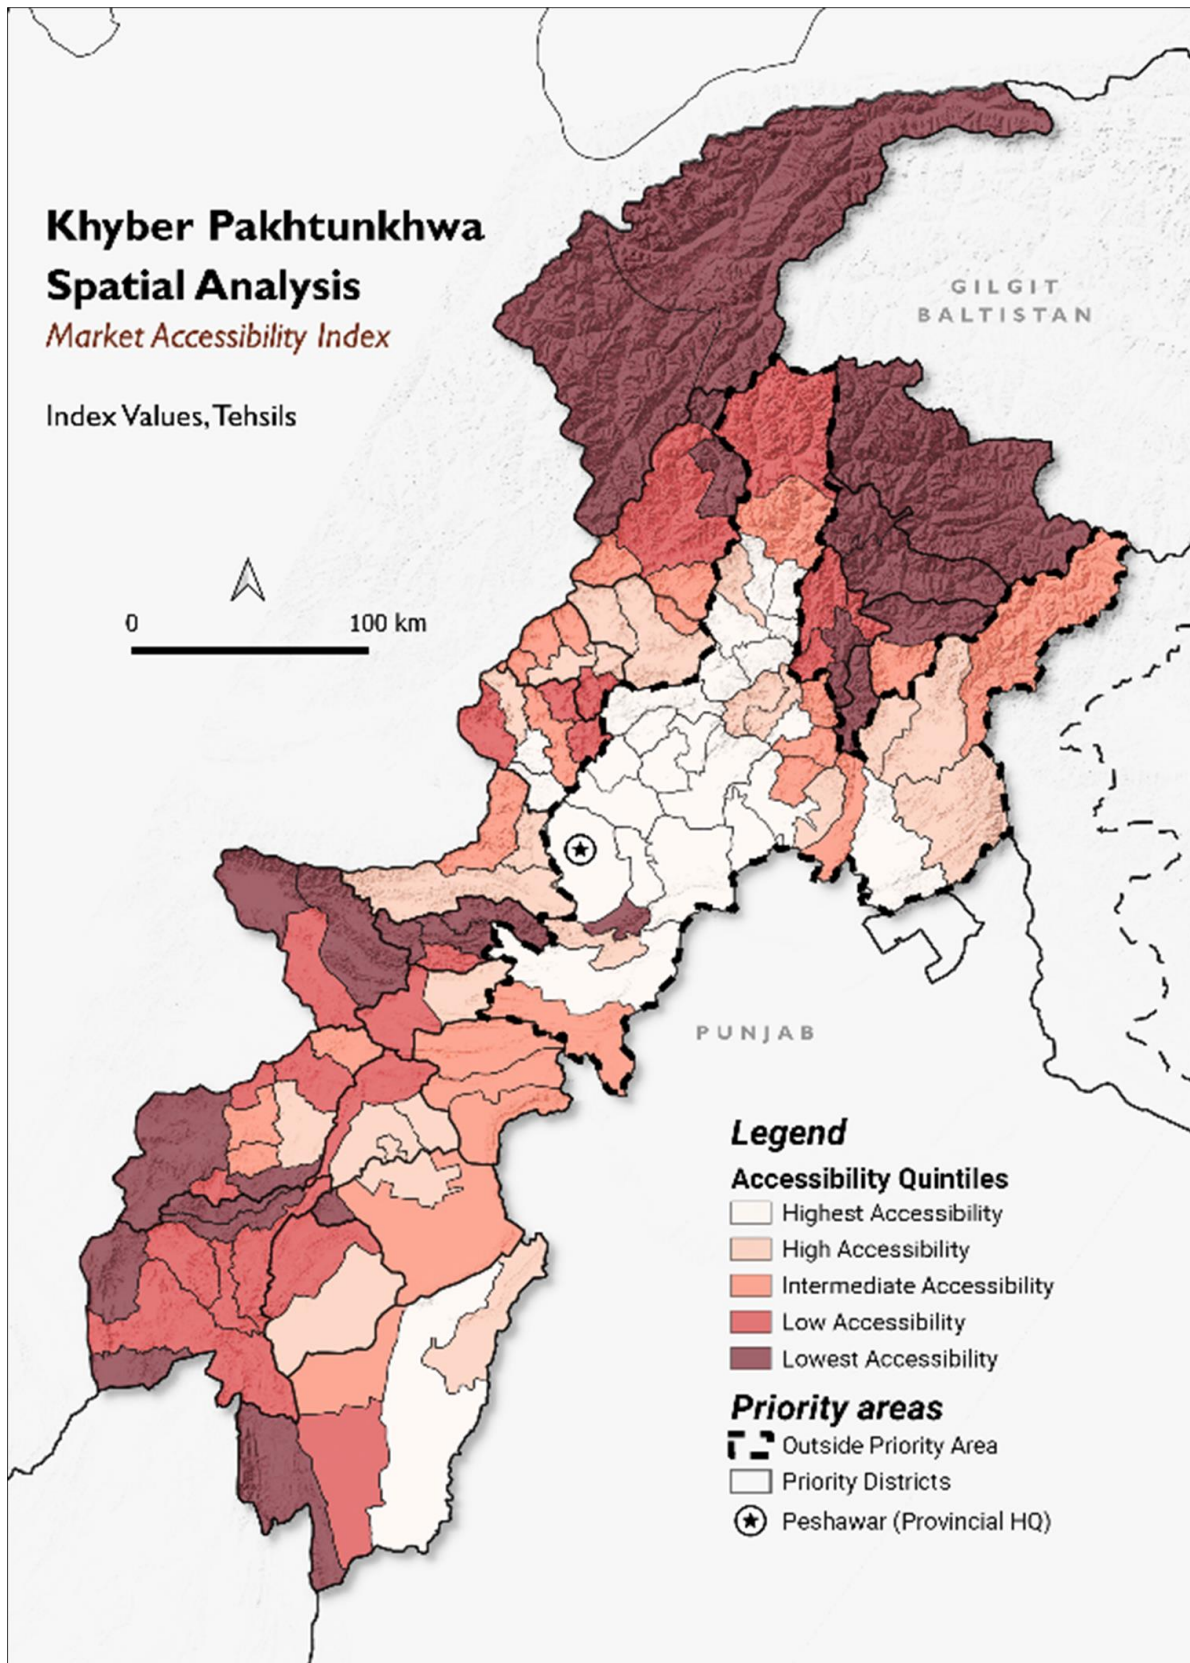 Khyber Pakhtunkhwa
Spatial Analysis
Market Accessibility Index
Index Values, Tehsils
0 100 km
GILGIT
BALTISTAN
PUNJAB
Legend
Accessibility Quintiles
Highest Accessibility
High Accessibility
Intermediate Accessibility
Low Accessibility
Lowest Accessibility
Priority areas
Outside Priority Area
Priority Districts
Peshawar (Provincial HQ)